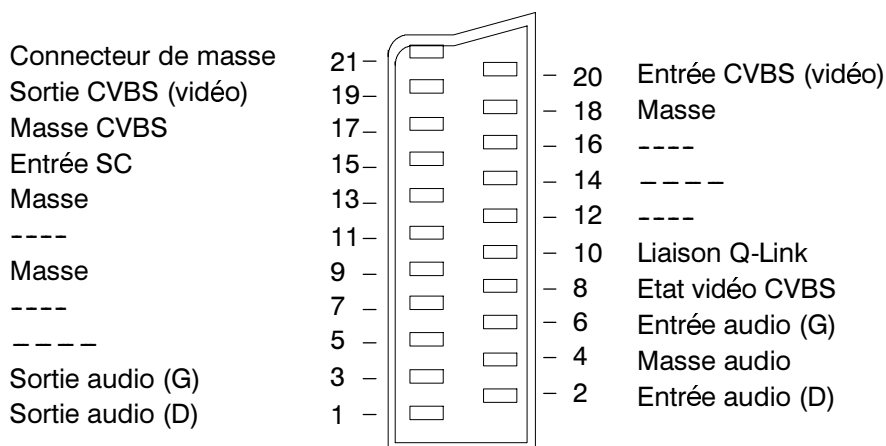 Connecteur de masse 21
Sortie CVBS (vidéo) 19
Masse CVBS 17
Entrée SC 15
Masse 13
---- 11
Masse 9
---- 7
---- 5
Sortie audio (G) 3
Sortie audio (D) 1
20 Entrée CVBS (vidéo)
18 Masse
16 ----
14 ----
12 ----
10 Liaison Q-Link
8 Etat vidéo CVBS
6 Entrée audio (G)
4 Masse audio
2 Entrée audio (D)